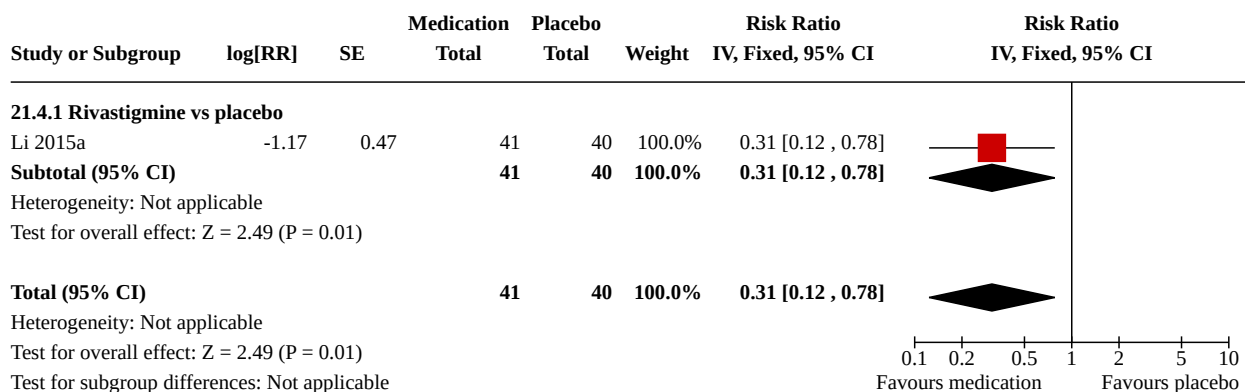 Medication Placebo Risk Ratio Risk Ratio
Study or Subgroup log[RR] SE Total Total Weight IV, Fixed, 95% CI IV, Fixed, 95% CI
21.4.1 Rivastigmine vs placebo
Li 2015a -1.17 0.47 41 40 100.0% 0.31 [0.12 , 0.78]
Subtotal (95% CI) 41 40 100.0% 0.31 [0.12 , 0.78]
Heterogeneity: Not applicable
Test for overall effect: Z = 2.49 (P = 0.01)
Total (95% CI) 41 40 100.0% 0.31 [0.12 , 0.78]
Heterogeneity: Not applicable
Test for overall effect: Z = 2.49 (P = 0.01) 0.1 0.2 0.5 1 2 5 10
Test for subgroup differences: Not applicable Favours medication Favours placebo